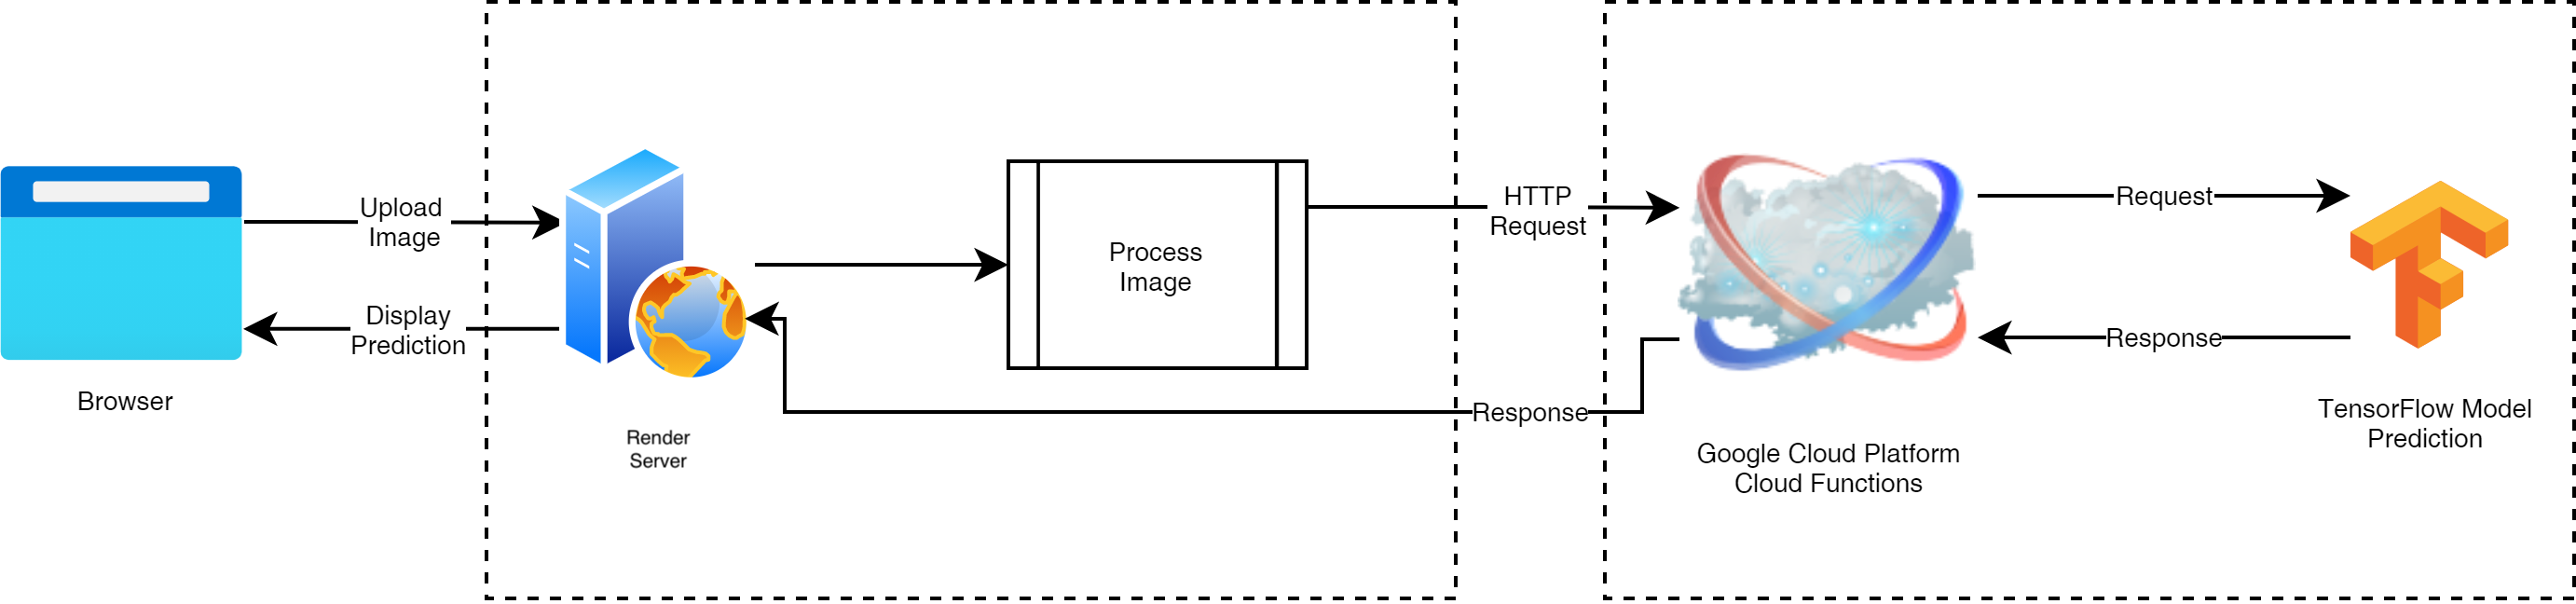 Upload
Image
Display
Prediction
Browser
Render
Server
Process
Image
HTTP
Request
Response
Google Cloud Platform
Cloud Functions
Request
Response
TensorFlow Model
Prediction